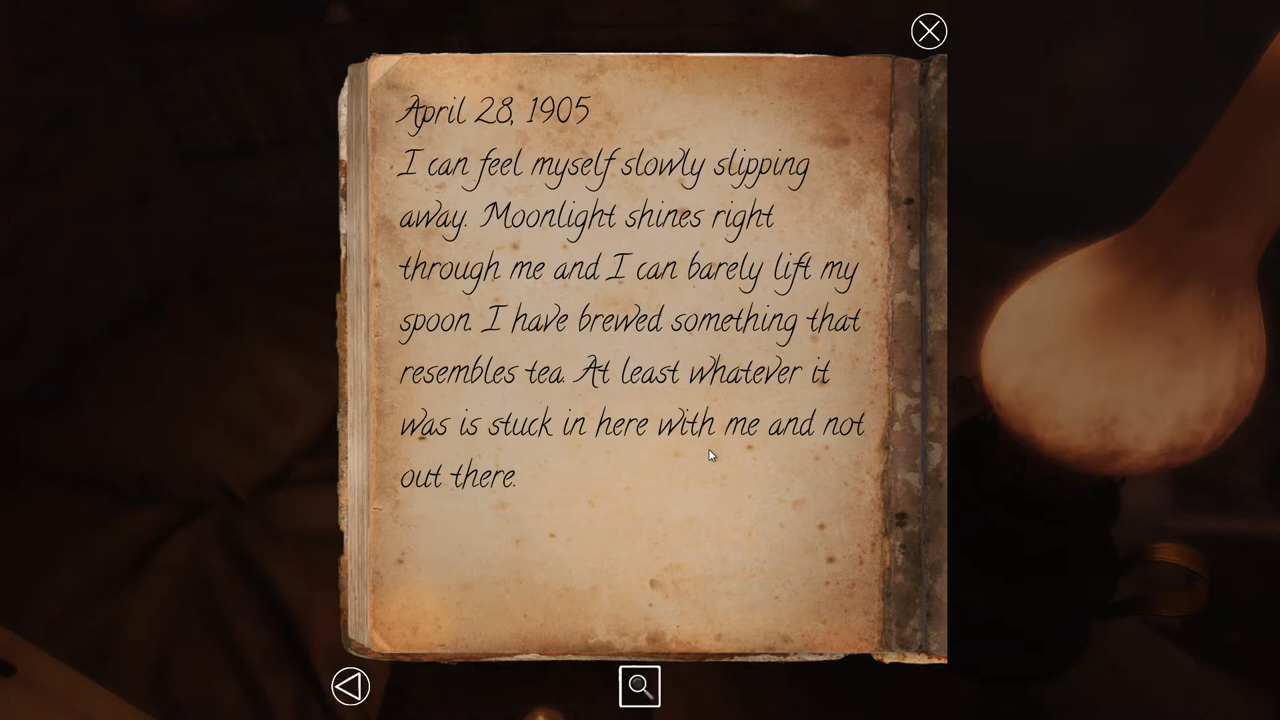 April 28, 1905
I can feel myself slowly slipping
away. Moonlight shines right
through me and I can barely lift my
spoon. I have brewed something that
resembles tea. At least whatever it
was is stuck in here with me and not
out there.